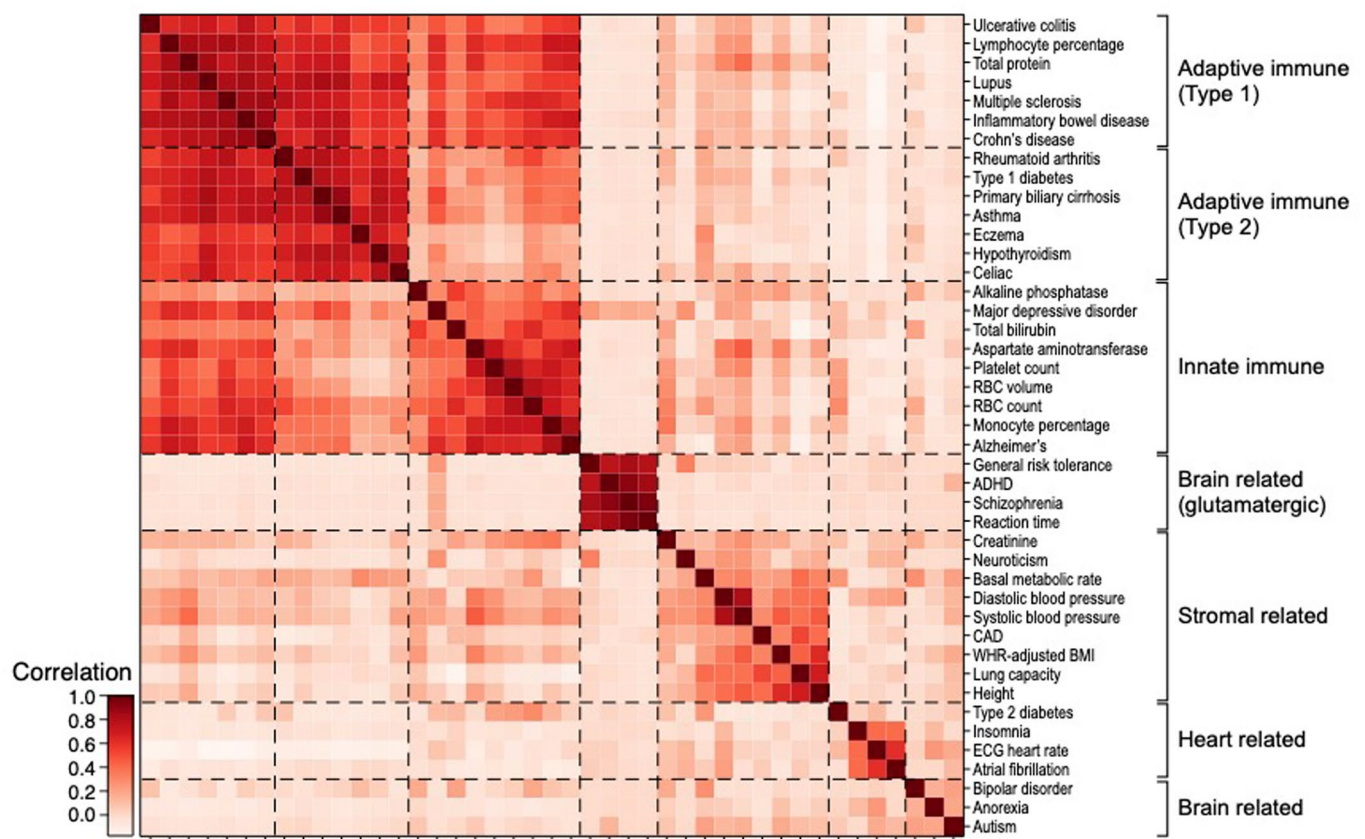 Ulcerative colitis
Lymphocyte percentage
Total protein
Lupus
Multiple sclerosis
Inflammatory bowel disease
Crohn's disease
Rheumatoid arthritis
Type 1 diabetes
Primary biliary cirrhosis
Asthma
Eczema
Hypothyroidism
Celiac
Alkaline phosphatase
Major depressive disorder
Total bilirubin
Aspartate aminotransferase
Platelet count
RBC volume
RBC count
Monocyte percentage
Alzheimer's
General risk tolerance
ADHD
Schizophrenia
Reaction time
Creatinine
Neuroticism
Basal metabolic rate
Diastolic blood pressure
Systolic blood pressure
CAD
WHR-adjusted BMI
Lung capacity
Height
Type 2 diabetes
Insomnia
ECG heart rate
Atrial fibrillation
Bipolar disorder
Anorexia
Autism
Adaptive immune
(Type 1)
Adaptive immune
(Type 2)
Innate immune
Brain related
(glutamatergic)
Stromal related
Heart related
Brain related
Correlation
1.0
0.8
0.6
0.4
0.2
0.0